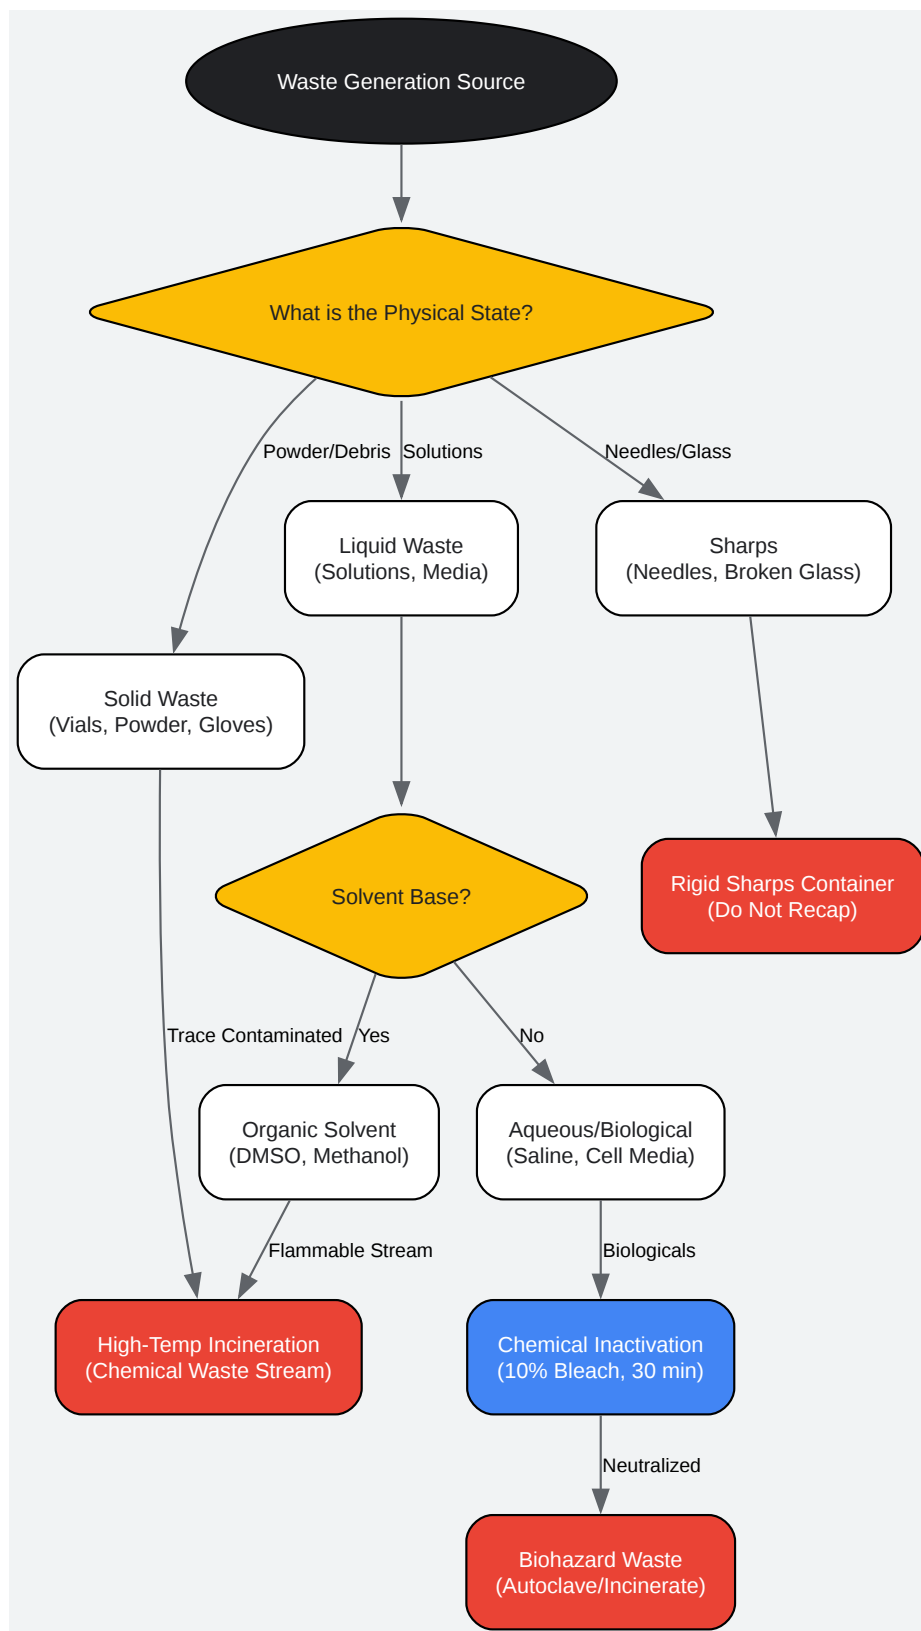 Waste Generation Source
What is the Physical State?
Powder/Debris
Solutions
Needles/Glass
Liquid Waste
(Solutions, Media)
Sharps
(Needles, Broken Glass)
Solid Waste
(Vials, Powder, Gloves)
Solvent Base?
Rigid Sharps Container
(Do Not Recap)
Trace Contaminated
Yes
No
Organic Solvent
(DMSO, Methanol)
Aqueous/Biological
(Saline, Cell Media)
Flammable Stream
Biologicals
High-Temp Incineration
(Chemical Waste Stream)
Chemical Inactivation
(10% Bleach, 30 min)
Neutralized
Biohazard Waste
(Autoclave/Incinerate)